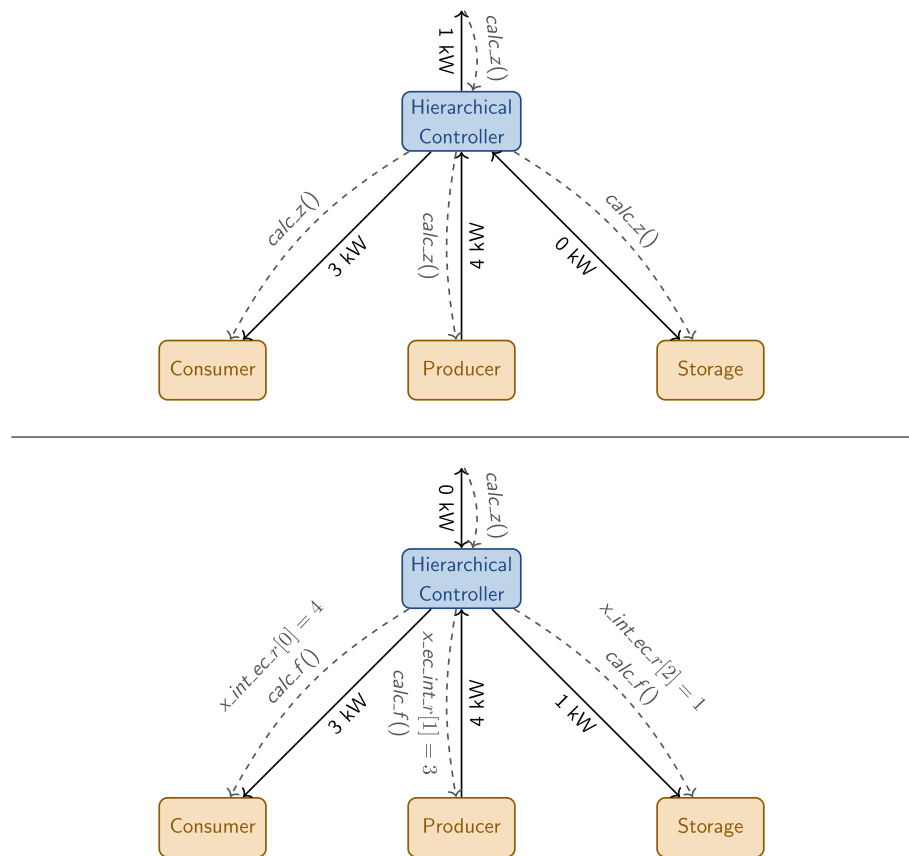 1 kW
calc_z()
Hierarchical
Controller
calc_z()
3 kW
calc_z()
4 kW
0 kW
calc_z()
Consumer
Producer
Storage
0 kW
calc_z()
Hierarchical
Controller
x_int_ec_r[0] = 4
calc_f()
3 kW
x_ec_int_r[1] = 3
calc_f()
4 kW
x_int_ec_r[2] = 1
calc_f()
1 kW
Consumer
Producer
Storage